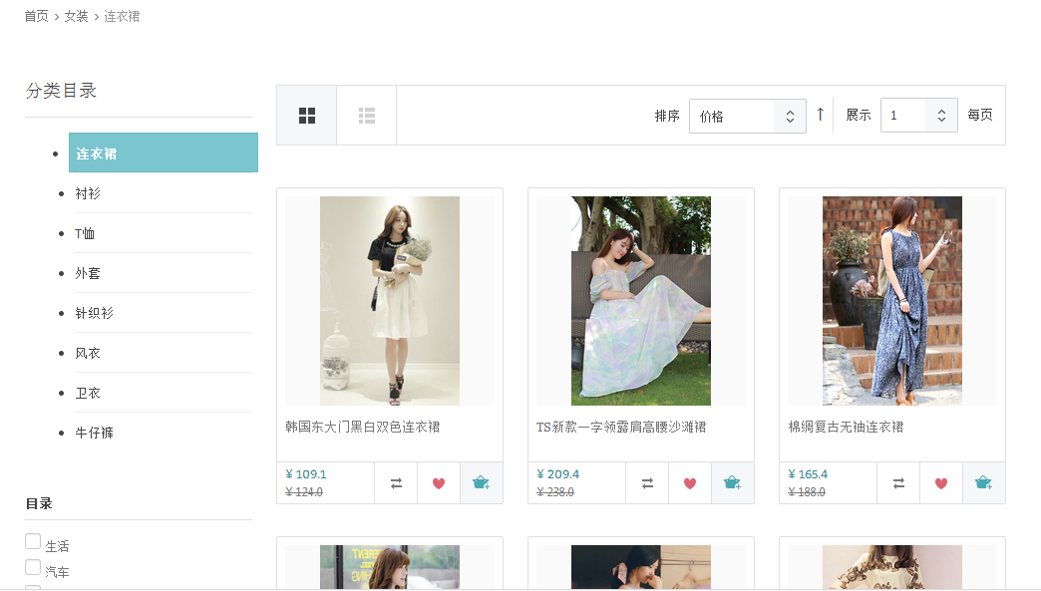 首页 > 女装 > 连衣裙
分类目录
连衣裙
衬衫
T恤
外套
针织衫
风衣
卫衣
牛仔裤
目录
生活
汽车
排序 价格 ↑ 展示 1 每页
韩国东大门黑白双色连衣裙
¥ 109.1
¥ 124.0
TS新款一字领露肩高腰沙滩裙
¥ 209.4
¥ 238.0
棉绸复古无袖连衣裙
¥ 165.4
¥ 188.0